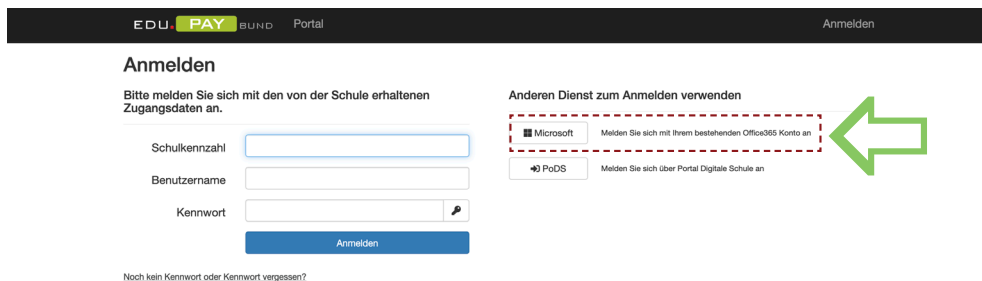 EDU.PAY BUND Portal Anmelden
Anmelden
Bitte melden Sie sich mit den von der Schule erhaltenen
Zugangsdaten an.
Schulkennzahl
Benutzername
Kennwort
Anmelden
Noch kein Kennwort oder Kennwort vergessen?
Anderen Dienst zum Anmelden verwenden
Microsoft Melden Sie sich mit Ihrem bestehenden Office365 Konto an
PoDS Melden Sie sich über Portal Digitale Schule an